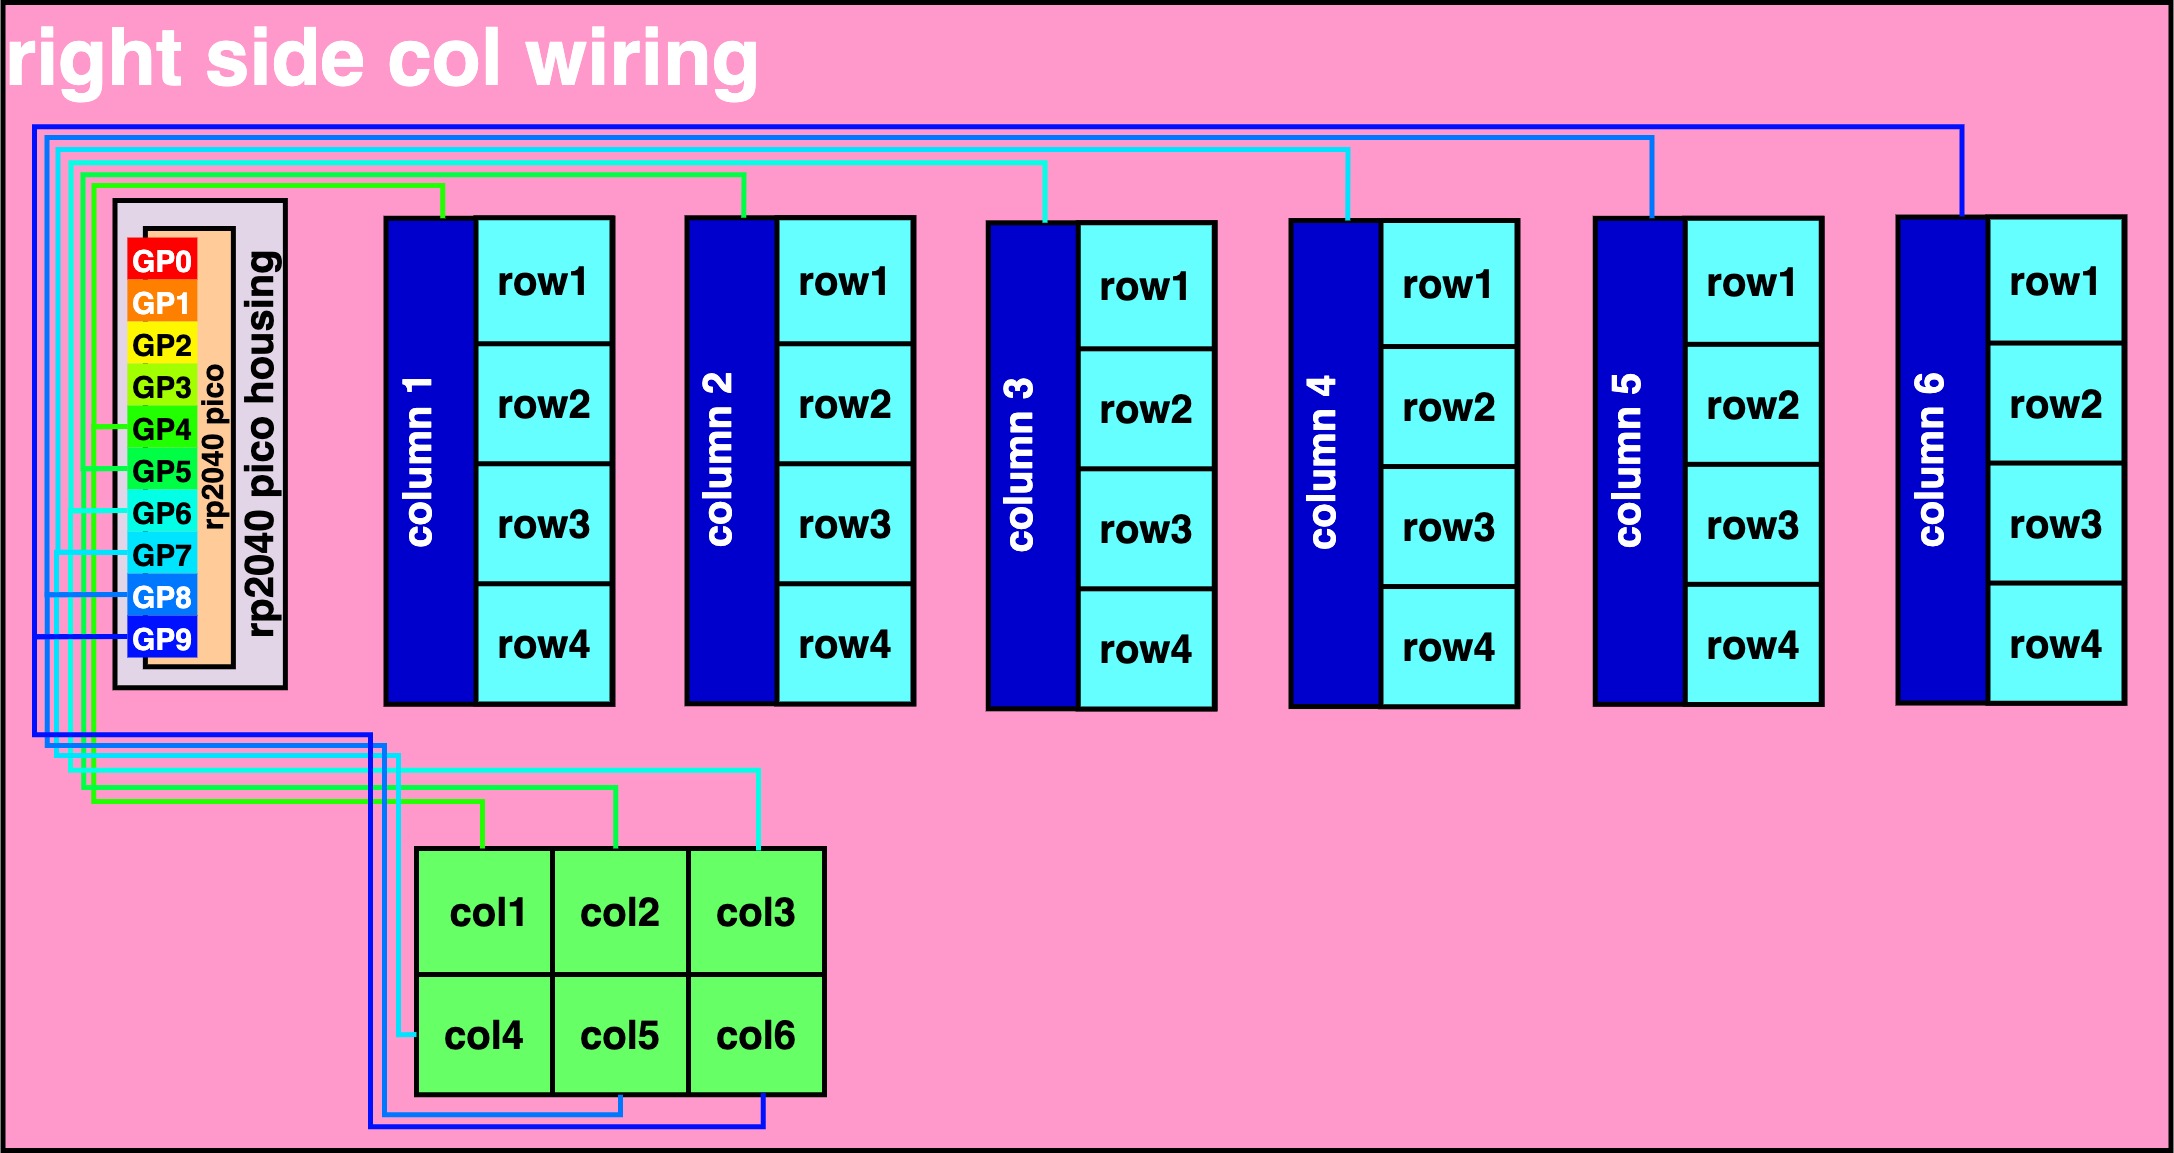 right side col wiring
GP0
GP1
GP2
GP3
GP4
GP5
GP6
GP7
GP8
GP9
rp2040 pico
rp2040 pico housing
column 1
row1
row2
row3
row4
column 2
row1
row2
row3
row4
column 3
row1
row2
row3
row4
column 4
row1
row2
row3
row4
column 5
row1
row2
row3
row4
column 6
row1
row2
row3
row4
col1 col2 col3
col4 col5 col6